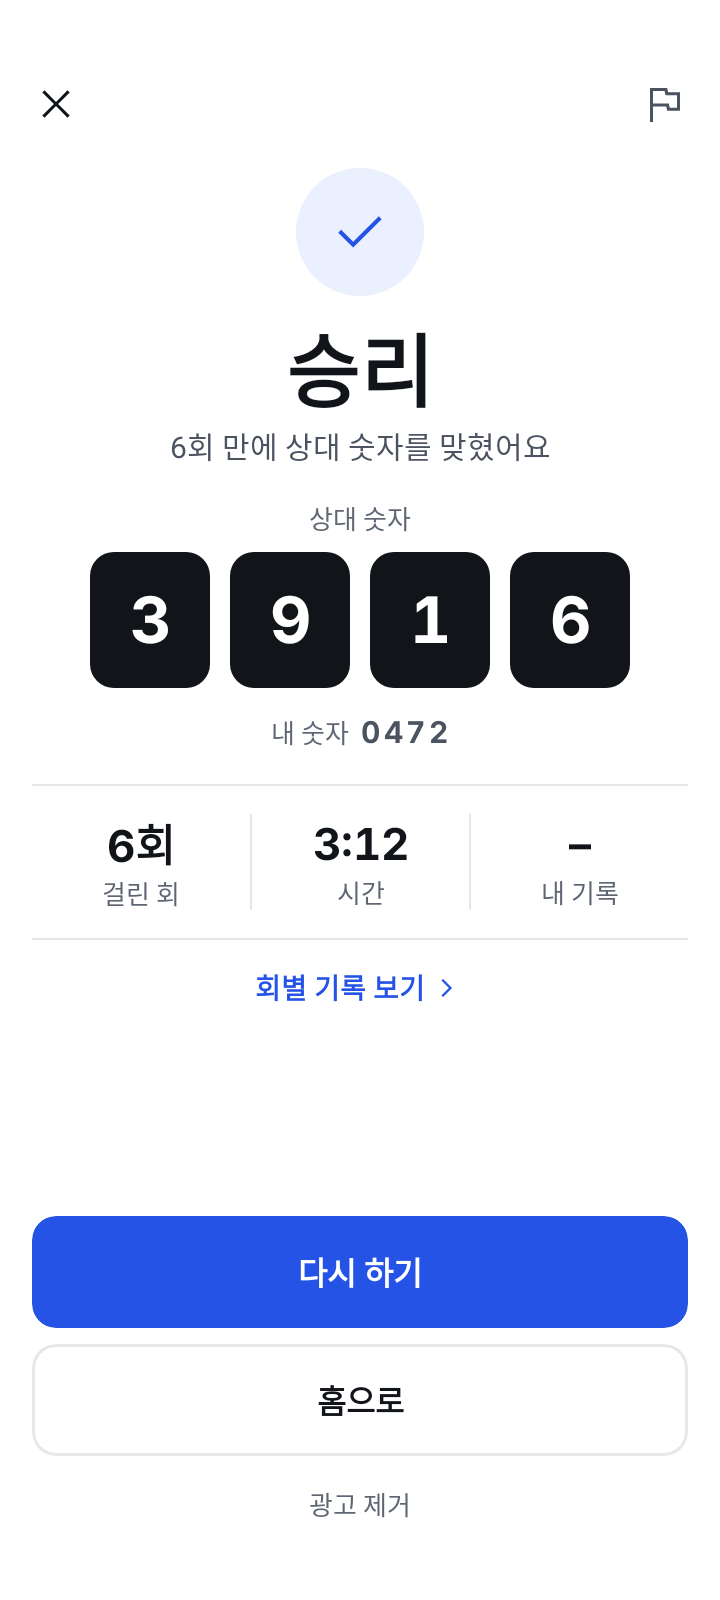 승리
6회 만에 상대 숫자를 맞혔어요
상대 숫자
3 9 1 6
내 숫자 0472
6회 3:12 –
걸린 회 시간 내 기록
회별 기록 보기
다시 하기
홈으로
광고 제거